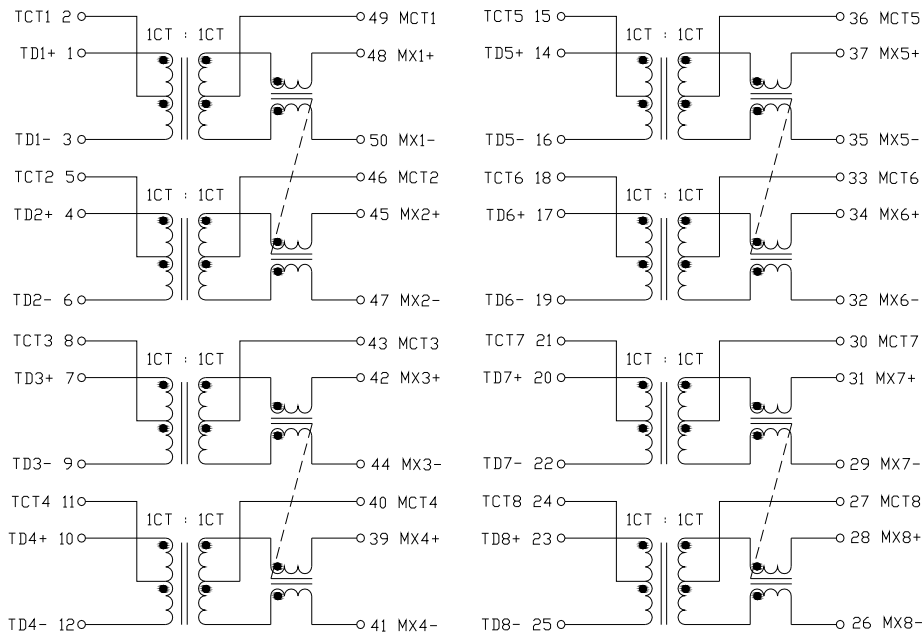 TCT1 2 49 MCT1 TCT5 15 36 MCT5
1CT : 1CT 1CT : 1CT
TD1+ 1 48 MX1+ TD5+ 14 37 MX5+
TD1- 3 50 MX1- TD5- 16 35 MX5-
TCT2 5 46 MCT2 TCT6 18 33 MCT6
1CT : 1CT 1CT : 1CT
TD2+ 4 45 MX2+ TD6+ 17 34 MX6+
TD2- 6 47 MX2- TD6- 19 32 MX6-
TCT3 8 43 MCT3 TCT7 21 30 MCT7
1CT : 1CT 1CT : 1CT
TD3+ 7 42 MX3+ TD7+ 20 31 MX7+
TD3- 9 44 MX3- TD7- 22 29 MX7-
TCT4 11 40 MCT4 TCT8 24 27 MCT8
1CT : 1CT 1CT : 1CT
TD4+ 10 39 MX4+ TD8+ 23 28 MX8+
TD4- 12 41 MX4- TD8- 25 26 MX8-